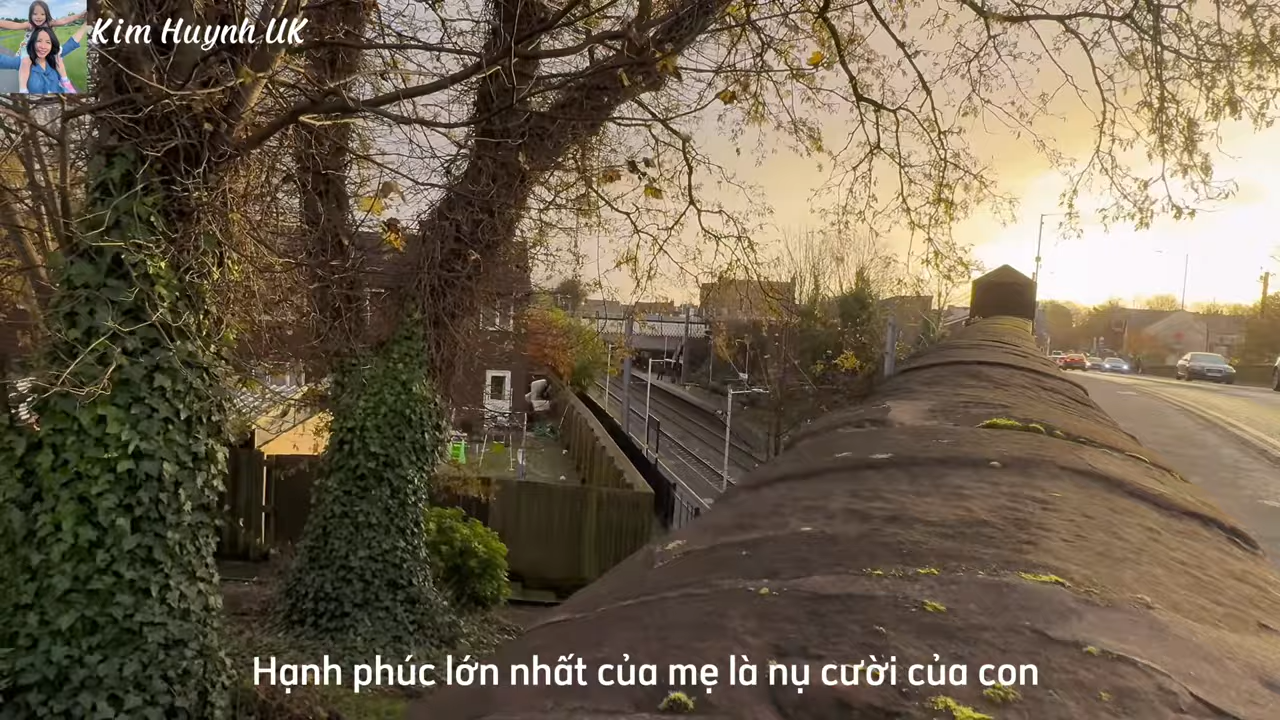 Kim Huynh UK
Hạnh phúc lớn nhất của mẹ là nụ cười của con